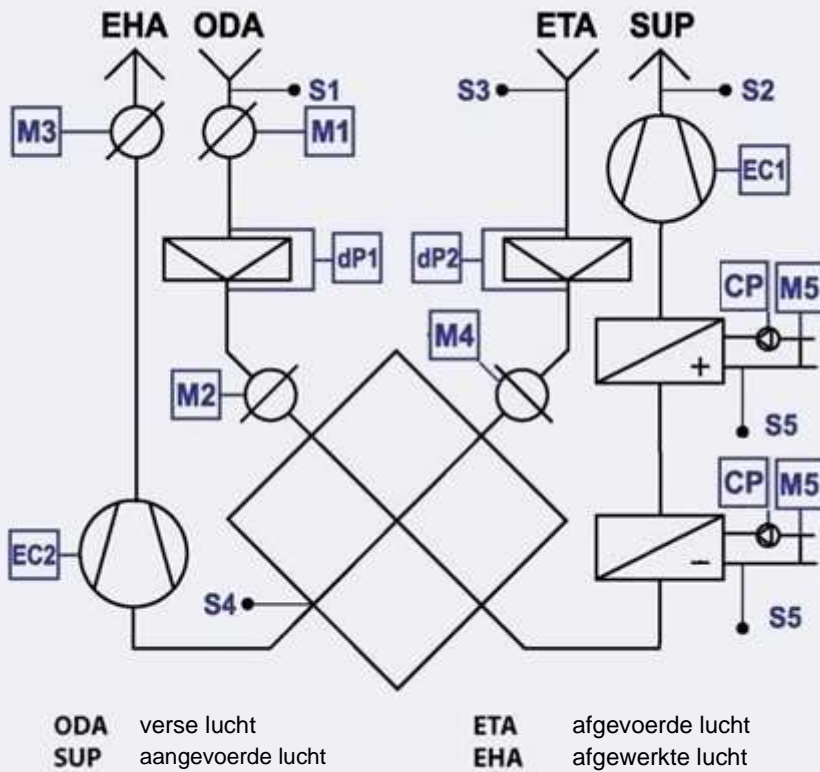 EHA ODA ETA SUP
S1 S3 S2
M3 M1
EC1
dP1 dP2
CP M5
M4
M2
+
S5
CP M5
EC2
−
S4
S5
ODA verse lucht ETA afgevoerde lucht
SUP aangevoerde lucht EHA afgewerkte lucht